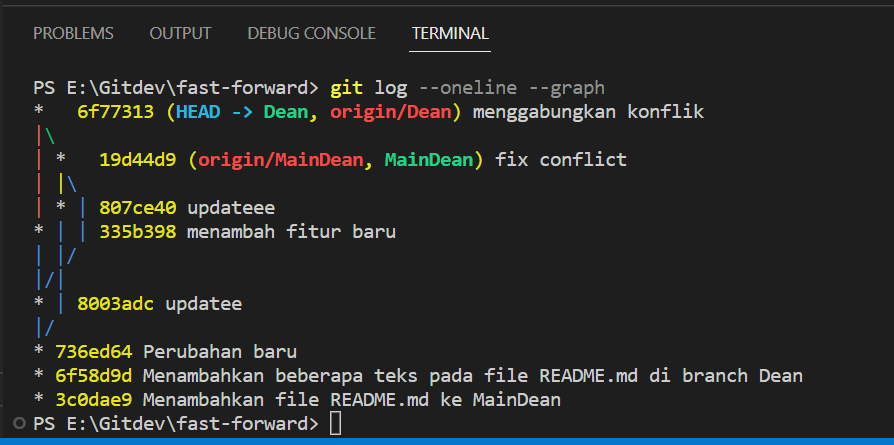 PROBLEMS OUTPUT DEBUG CONSOLE TERMINAL
PS E:\Gitdev\fast-forward> git log --oneline --graph
*   6f77313 (HEAD -> Dean, origin/Dean) menggabungkan konflik
|\
| *   19d44d9 (origin/MainDean, MainDean) fix conflict
| |\
| * | 807ce40 updateee
* | | 335b398 menambah fitur baru
| |/
|/|
* | 8003adc updatee
|/
* 736ed64 Perubahan baru
* 6f58d9d Menambahkan beberapa teks pada file README.md di branch Dean
* 3c0dae9 Menambahkan file README.md ke MainDean
PS E:\Gitdev\fast-forward>